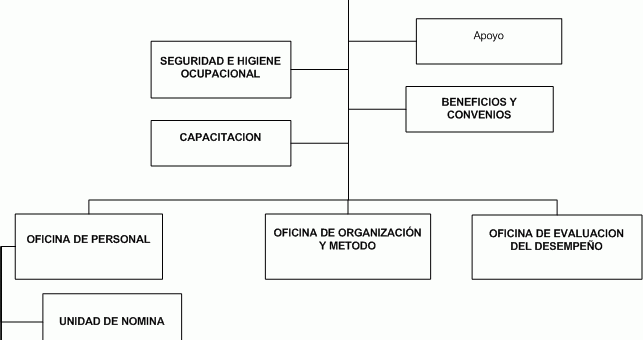 Apoyo
SEGURIDAD E HIGIENE
OCUPACIONAL
BENEFICIOS Y
CONVENIOS
CAPACITACION
OFICINA DE PERSONAL
OFICINA DE ORGANIZACIÓN
Y METODO
OFICINA DE EVALUACION
DEL DESEMPEÑO
UNIDAD DE NOMINA